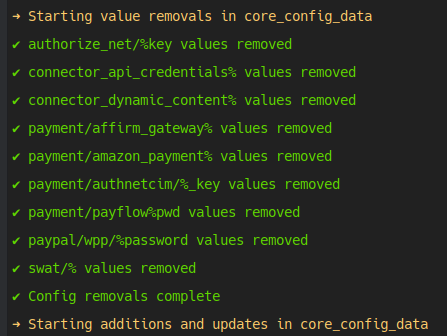 ➜ Starting value removals in core_config_data
✔ authorize_net/%key values removed
✔ connector_api_credentials% values removed
✔ connector_dynamic_content% values removed
✔ payment/affirm_gateway% values removed
✔ payment/amazon_payment% values removed
✔ payment/authnetcim/%_key values removed
✔ payment/payflow%pwd values removed
✔ paypal/wpp/%password values removed
✔ swat/% values removed
✔ Config removals complete
➜ Starting additions and updates in core_config_data